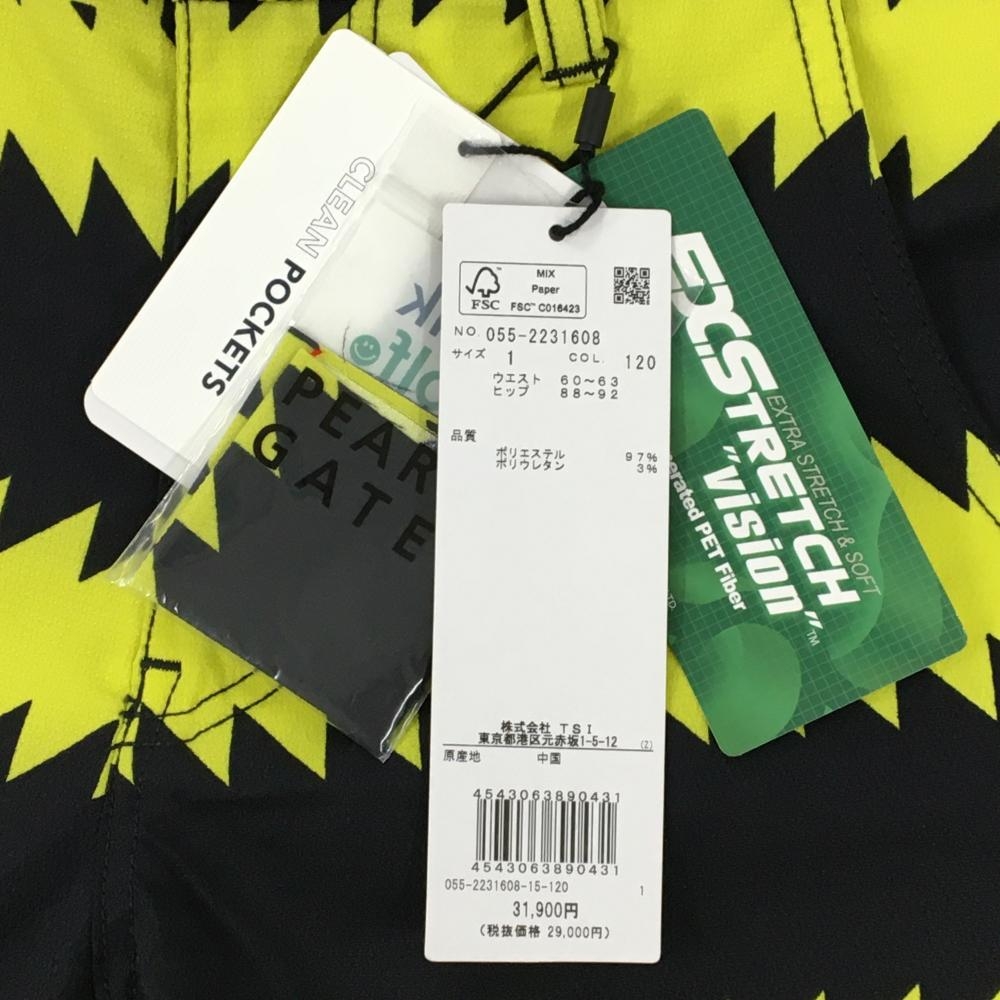 CLEAN POCKETS
PEAR
GATE
MIX
Paper
FSC™ C016423
FSC
NO. 055-2231608
サイズ 1 COL. 120
ウエスト 60～63
ヒップ 88～92
品質
ポリエステル 97%
ポリウレタン 3%
株式会社 TSI
東京都港区元赤坂1-5-12 (Z)
原産地 中国
4543063890431
4543063890431
055-2231608-15-120 1
31,900円
(税抜価格 29,000円)
EXTRA STRETCH & SOFT
STRETCH
"vision"™
PET Fiber